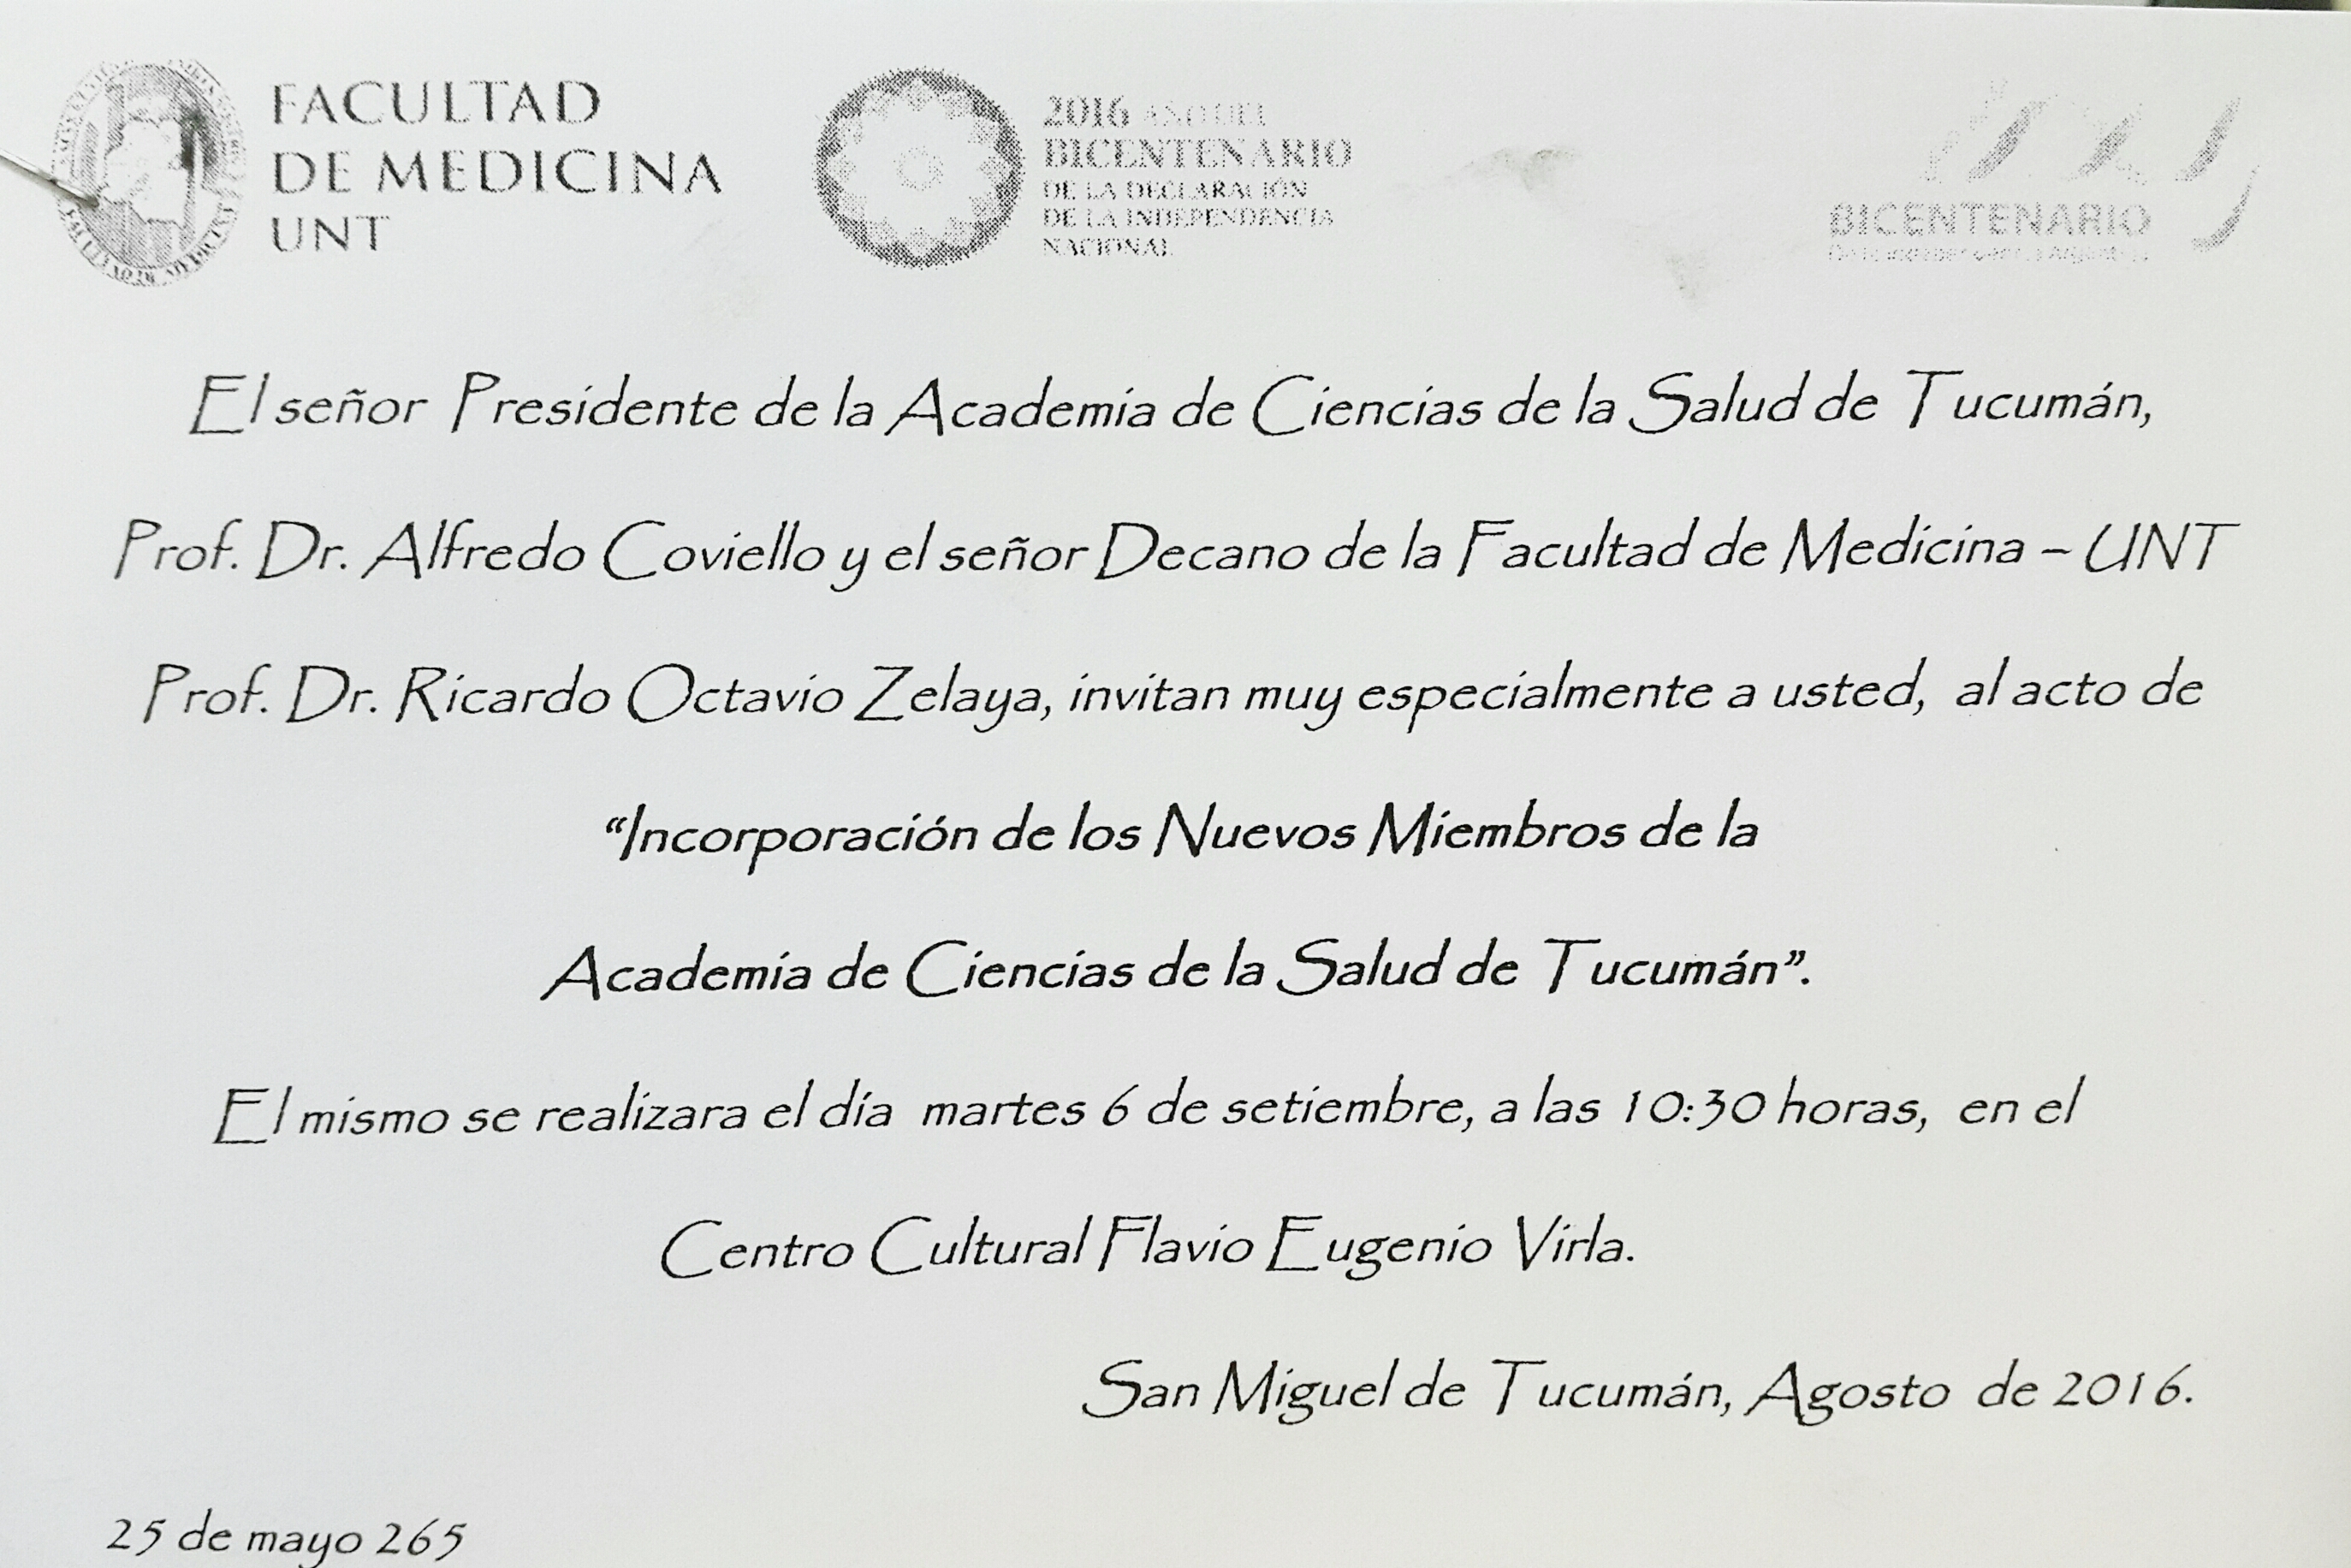 FACULTAD
DE MEDICINA
UNT
2016 AÑO DEL
BICENTENARIO
DE LA DECLARACIÓN
DE LA INDEPENDENCIA
NACIONAL
BICENTENARIO
El señor Presidente de la Academia de Ciencias de la Salud de Tucumán,
Prof. Dr. Alfredo Coviello y el señor Decano de la Facultad de Medicina – UNT
Prof. Dr. Ricardo Octavio Zelaya, invitan muy especialmente a usted, al acto de
“Incorporación de los Nuevos Miembros de la
Academia de Ciencias de la Salud de Tucumán”.
El mismo se realizara el día martes 6 de setiembre, a las 10:30 horas, en el
Centro Cultural Flavio Eugenio Virla.
San Miguel de Tucumán, Agosto de 2016.
25 de mayo 265